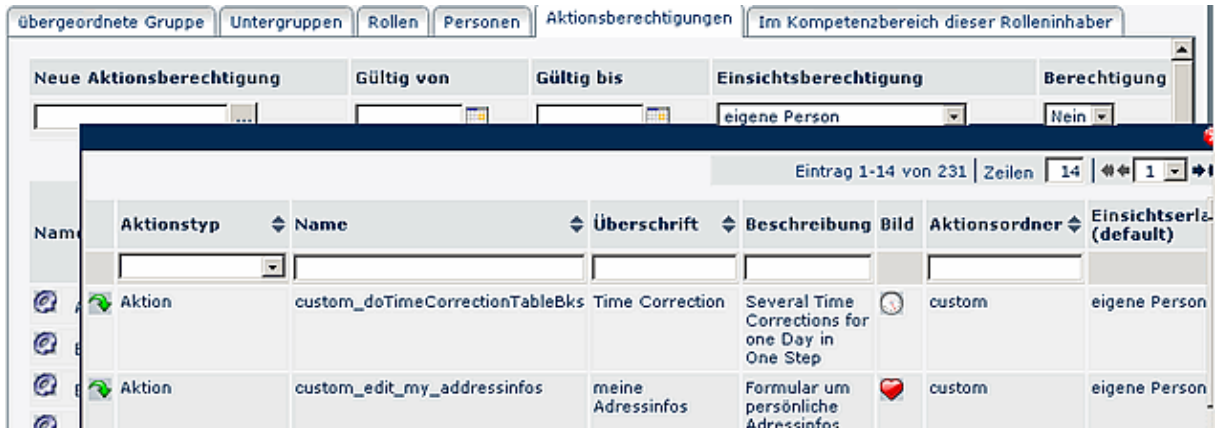 übergeordnete Gruppe Untergruppen Rollen Personen Aktionsberechtigungen Im Kompetenzbereich dieser Rolleninhaber
Neue Aktionsberechtigung Gültig von Gültig bis Einsichtsberechtigung Berechtigung
... eigene Person Nein
Eintrag 1-14 von 231 Zeilen 14 1
Aktionstyp Name Überschrift Beschreibung Bild Aktionsordner
(default)
Aktion custom_doTimeCorrectionTableBks Time Correction Several Time custom eigene Person
Corrections for
one Day in
One Step
Aktion custom_edit_my_addressinfos meine Formular um custom eigene Person
Adressinfos persönliche
Adressinfos